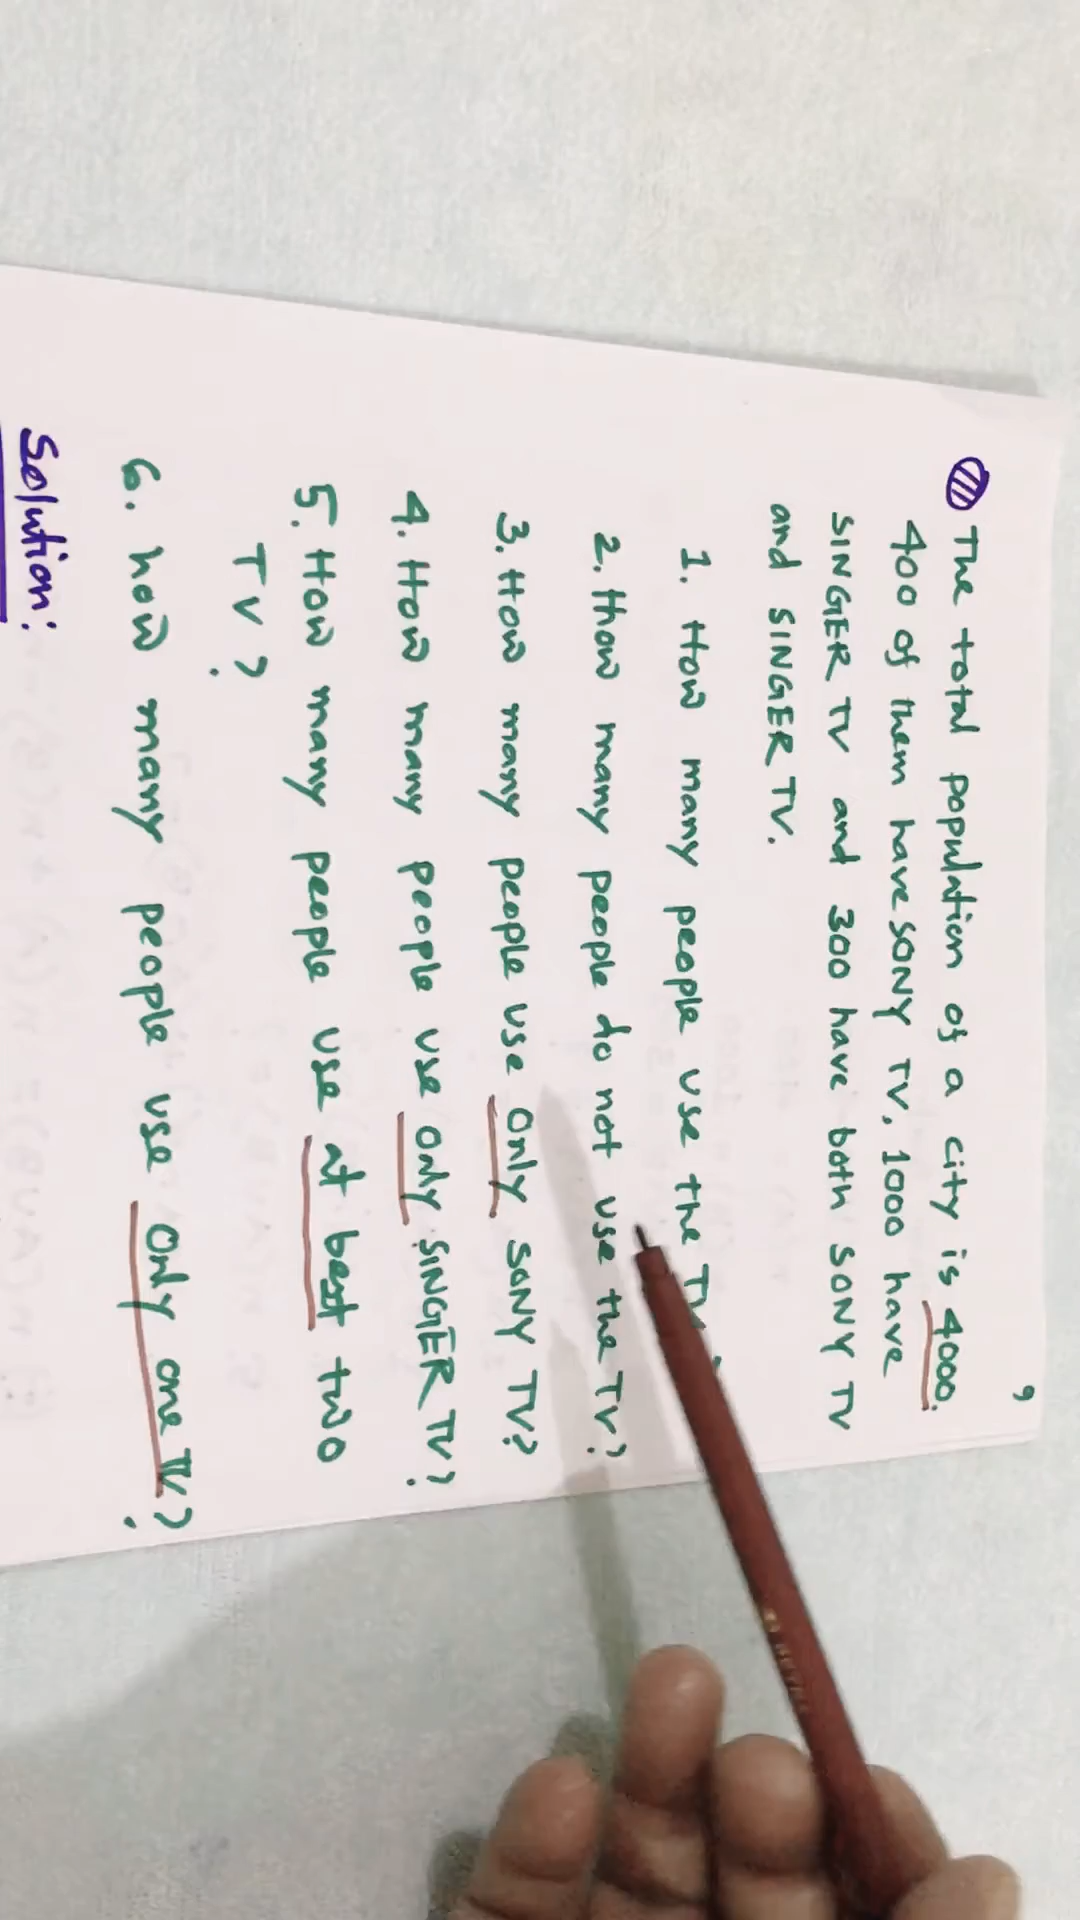 The total population of a city is 4000.
400 of them have SONY TV, 1000 have
SINGER TV and 300 have both SONY TV
and SINGER TV.
1. How many people use the TV
2. How many people do not use the TV?
3. How many people use only SONY TV?
4. How many people use only SINGER TV?
5. How many people use at best two
TV?
6. how many people use only one TV?
Solution: